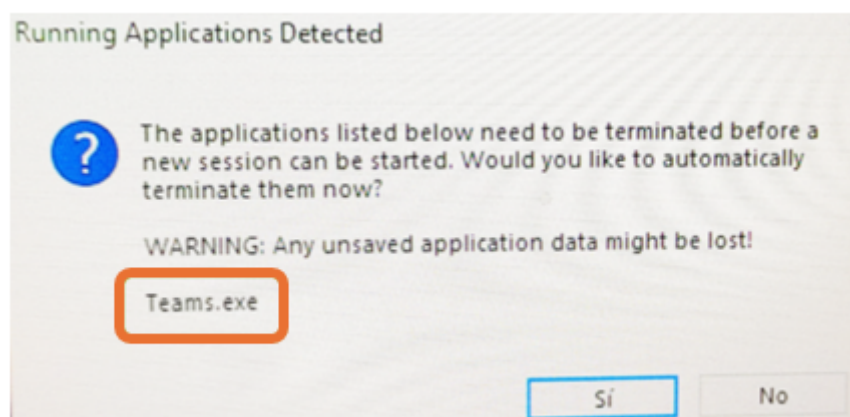 Running Applications Detected
The applications listed below need to be terminated before a
new session can be started. Would you like to automatically
terminate them now?
WARNING: Any unsaved application data might be lost!
Teams.exe
Sí
No